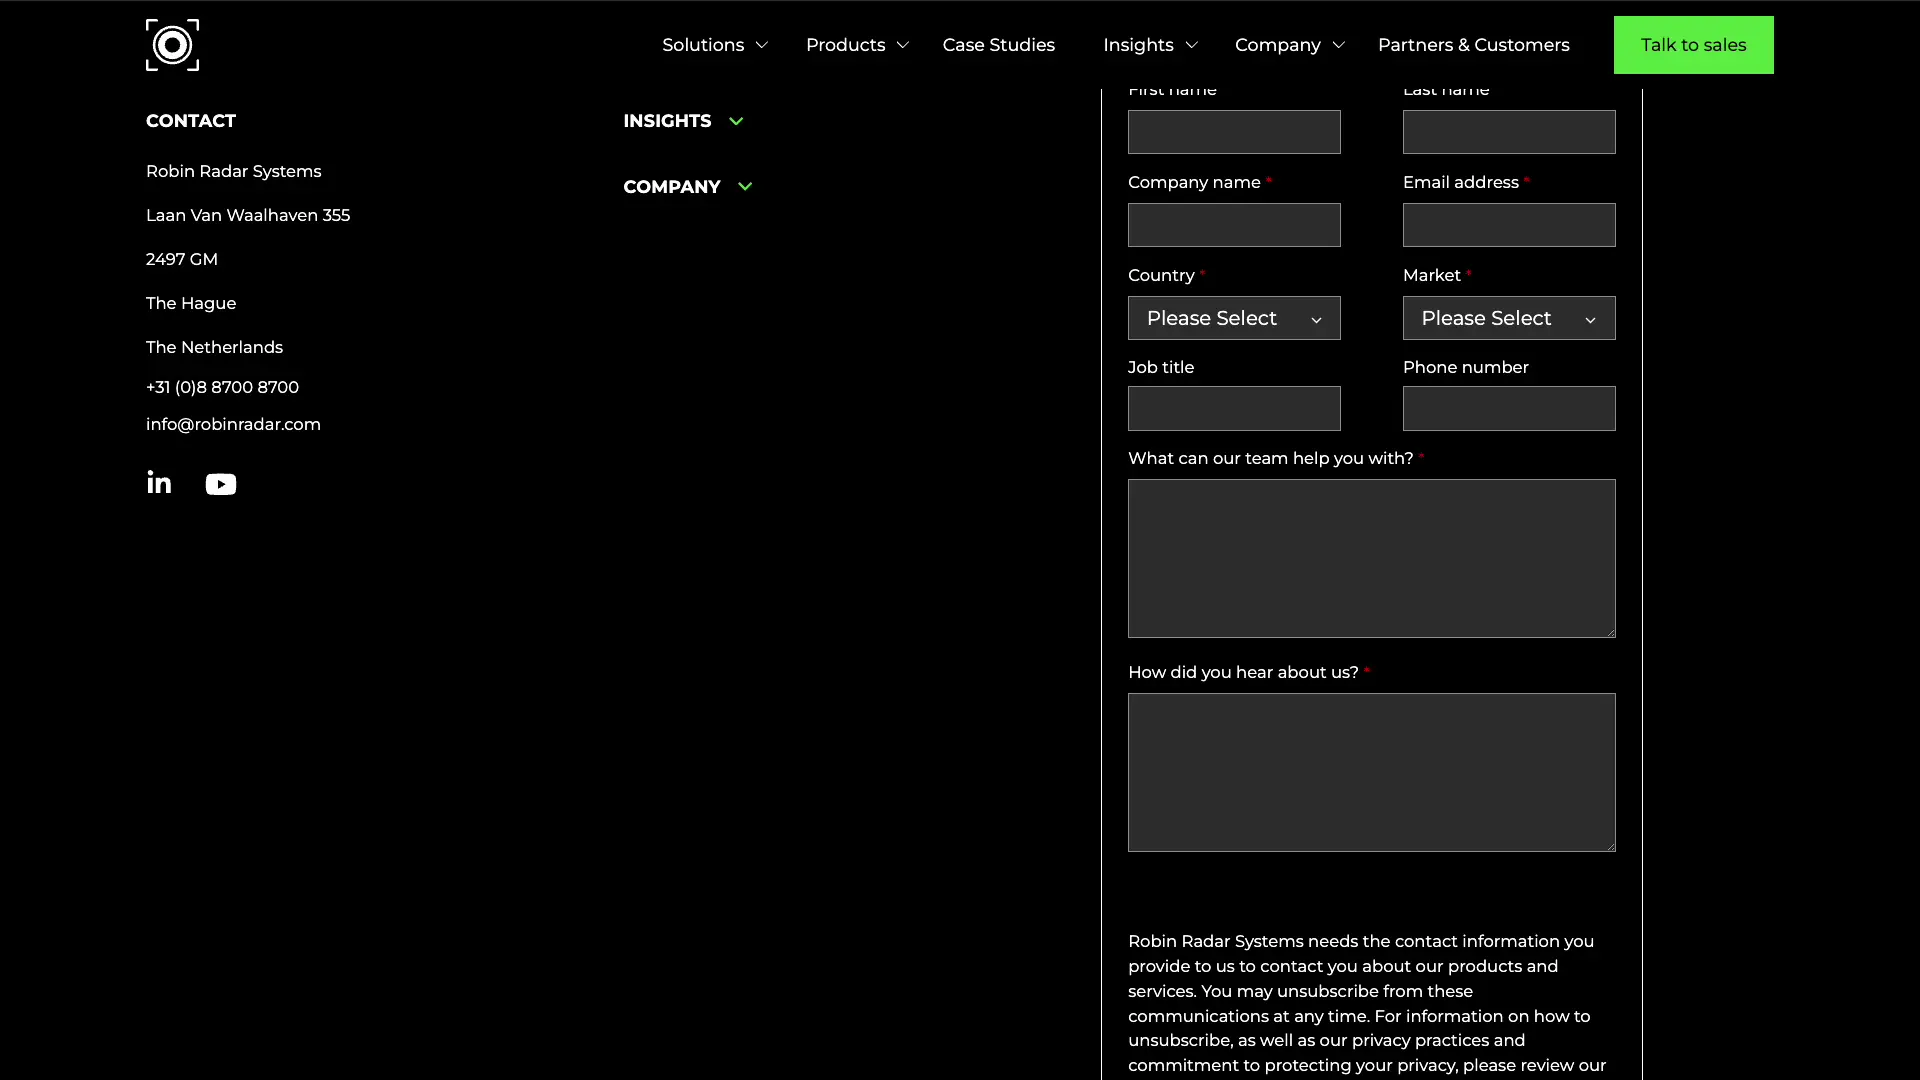 Solutions
Products
Case Studies
Insights
Company
Partners & Customers
Talk to sales
CONTACT
Robin Radar Systems
Laan Van Waalhaven 355
2497 GM
The Hague
The Netherlands
+31 (0)8 8700 8700
info@robinradar.com
INSIGHTS
COMPANY
First name
Last name
Company name *
Email address *
Country *
Market *
Please Select
Please Select
Job title
Phone number
What can our team help you with? *
How did you hear about us? *
Robin Radar Systems needs the contact information you
provide to us to contact you about our products and
services. You may unsubscribe from these
communications at any time. For information on how to
unsubscribe, as well as our privacy practices and
commitment to protecting your privacy, please review our